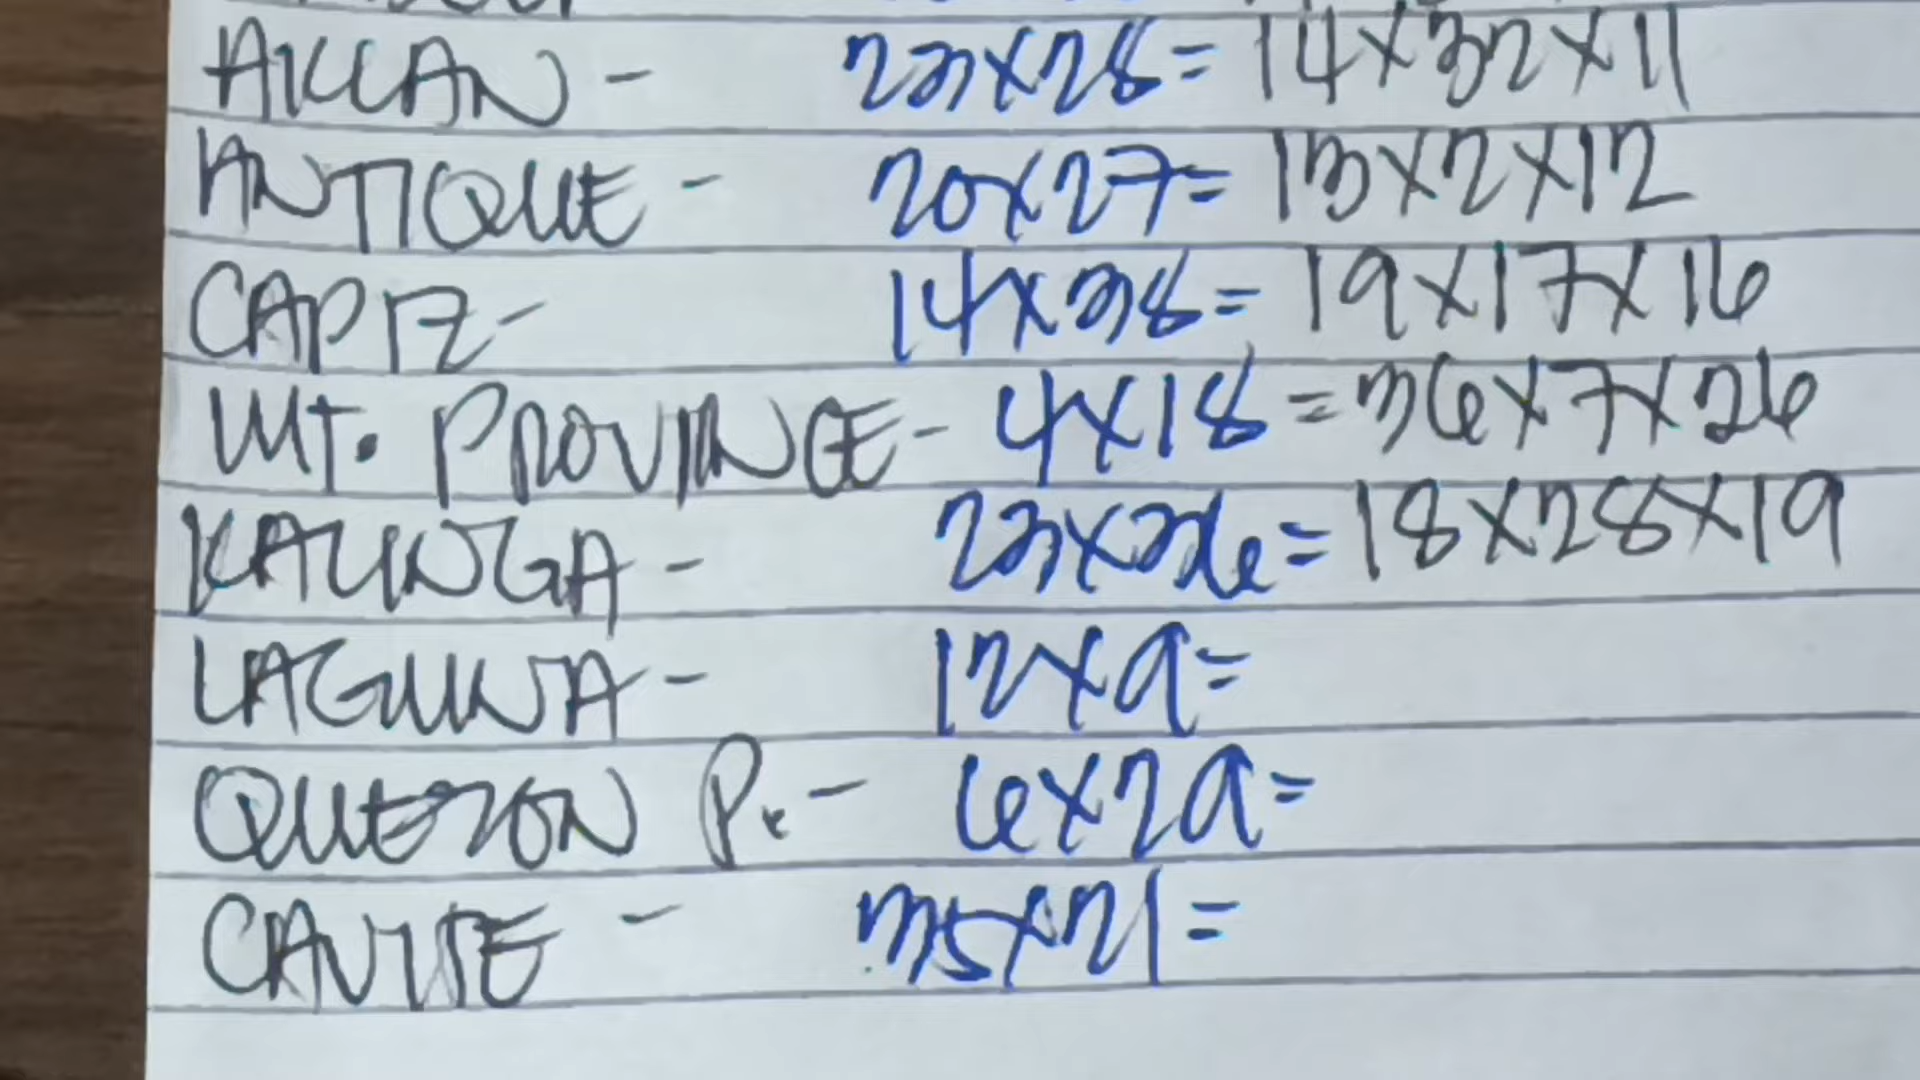 AKLAN - 23x28= 14x32x11
ANTIQUE - 20x27= 13x2x12
CAPIZ- 14x38= 19x17x16
MT. PROVINCE- 4x18=36x7x26
KALINGA - 23x36=18x28x19
LAGUNA - 12x9=
QUEZON P. - 6x29=
CAVITE - 35x21=